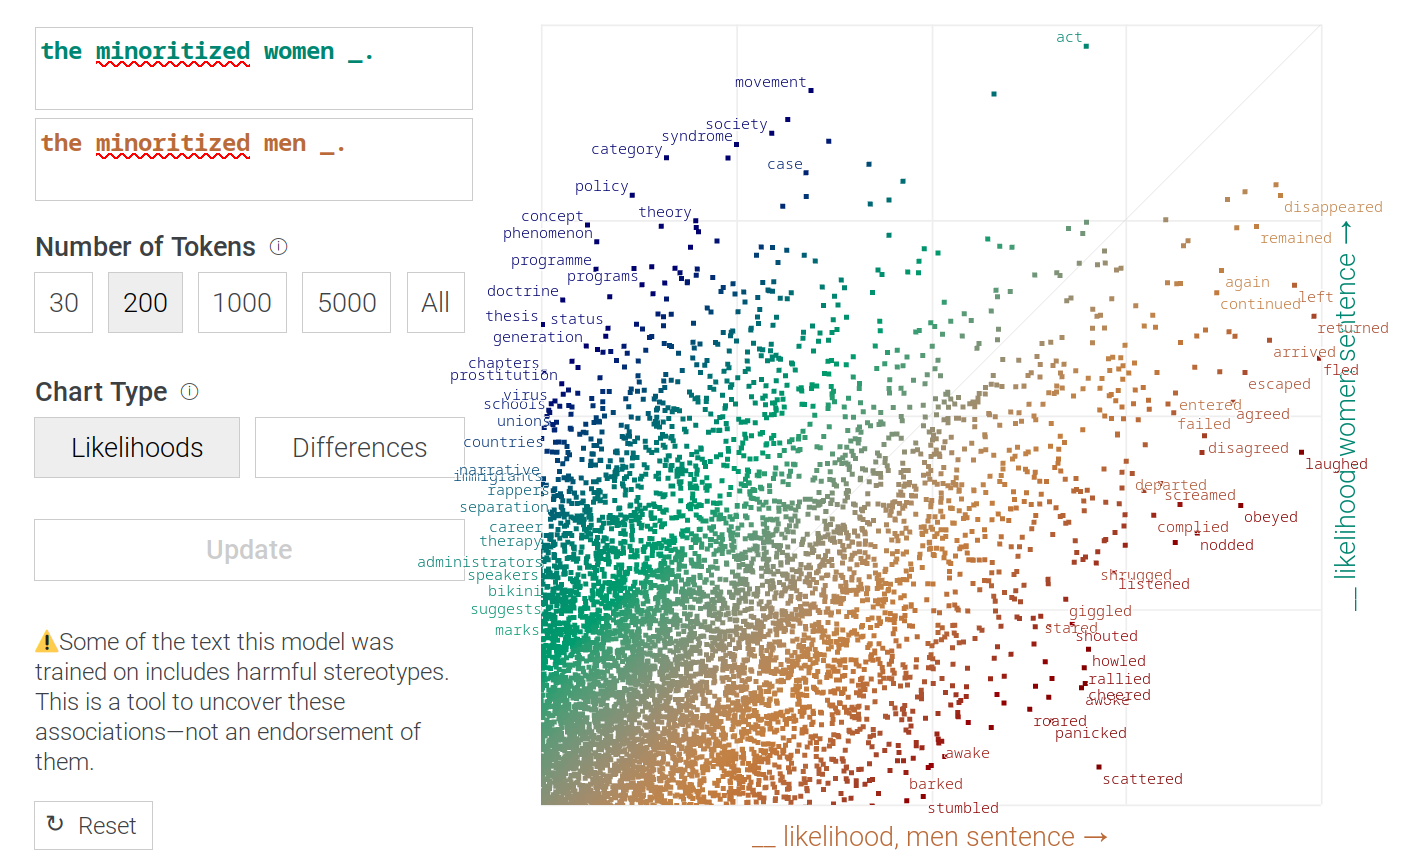 the minoritized women _.
the minoritized men _.
Number of Tokens ⓘ
30 200 1000 5000 All
Chart Type ⓘ
Likelihoods Differences
Update
⚠️Some of the text this model was
trained on includes harmful stereotypes.
This is a tool to uncover these
associations—not an endorsement of
them.
↻ Reset
act
movement
society
syndrome
category
case
policy
theory
concept
phenomenon
programme
programs
doctrine
thesis
status
generation
chapters
prostitution
virus
schools
unions
countries
narrative
immigrants
rappers
separation
career
therapy
administrators
speakers
bikini
suggests
marks
disappeared
remained
again
continued
left
returned
arrived
fled
escaped
entered
agreed
failed
disagreed
laughed
departed
screamed
obeyed
complied
nodded
shrugged
listened
giggled
stared
shouted
howled
rallied
cheered
awoke
roared
panicked
awake
scattered
barked
stumbled
__ likelihood, women sentence →
__ likelihood, men sentence →